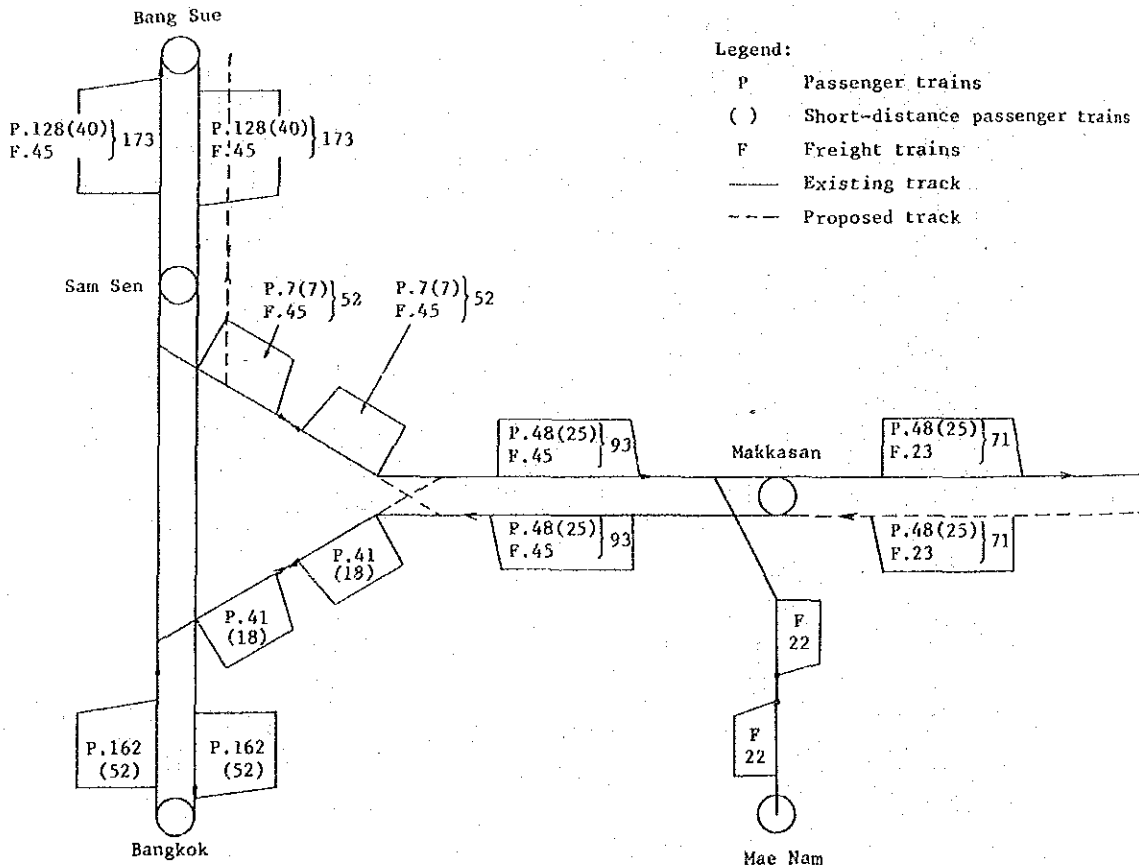 Bang Sue
Legend:
P Passenger trains
( ) Short-distance passenger trains
F Freight trains
Existing track
Proposed track
P.128(40)
F.45 }173
P.128(40)
F.45 }173
Sam Sen
P.7(7)
F.45 }52
P.7(7)
F.45 }52
P.48(25)
F.45 }93
Makkasan
P.48(25)
F.23 }71
P.48(25)
F.45 }93
P.48(25)
F.23 }71
P.41
(18)
P.41
(18)
F
22
F
22
P.162
(52)
P.162
(52)
Bangkok
Mae Nam